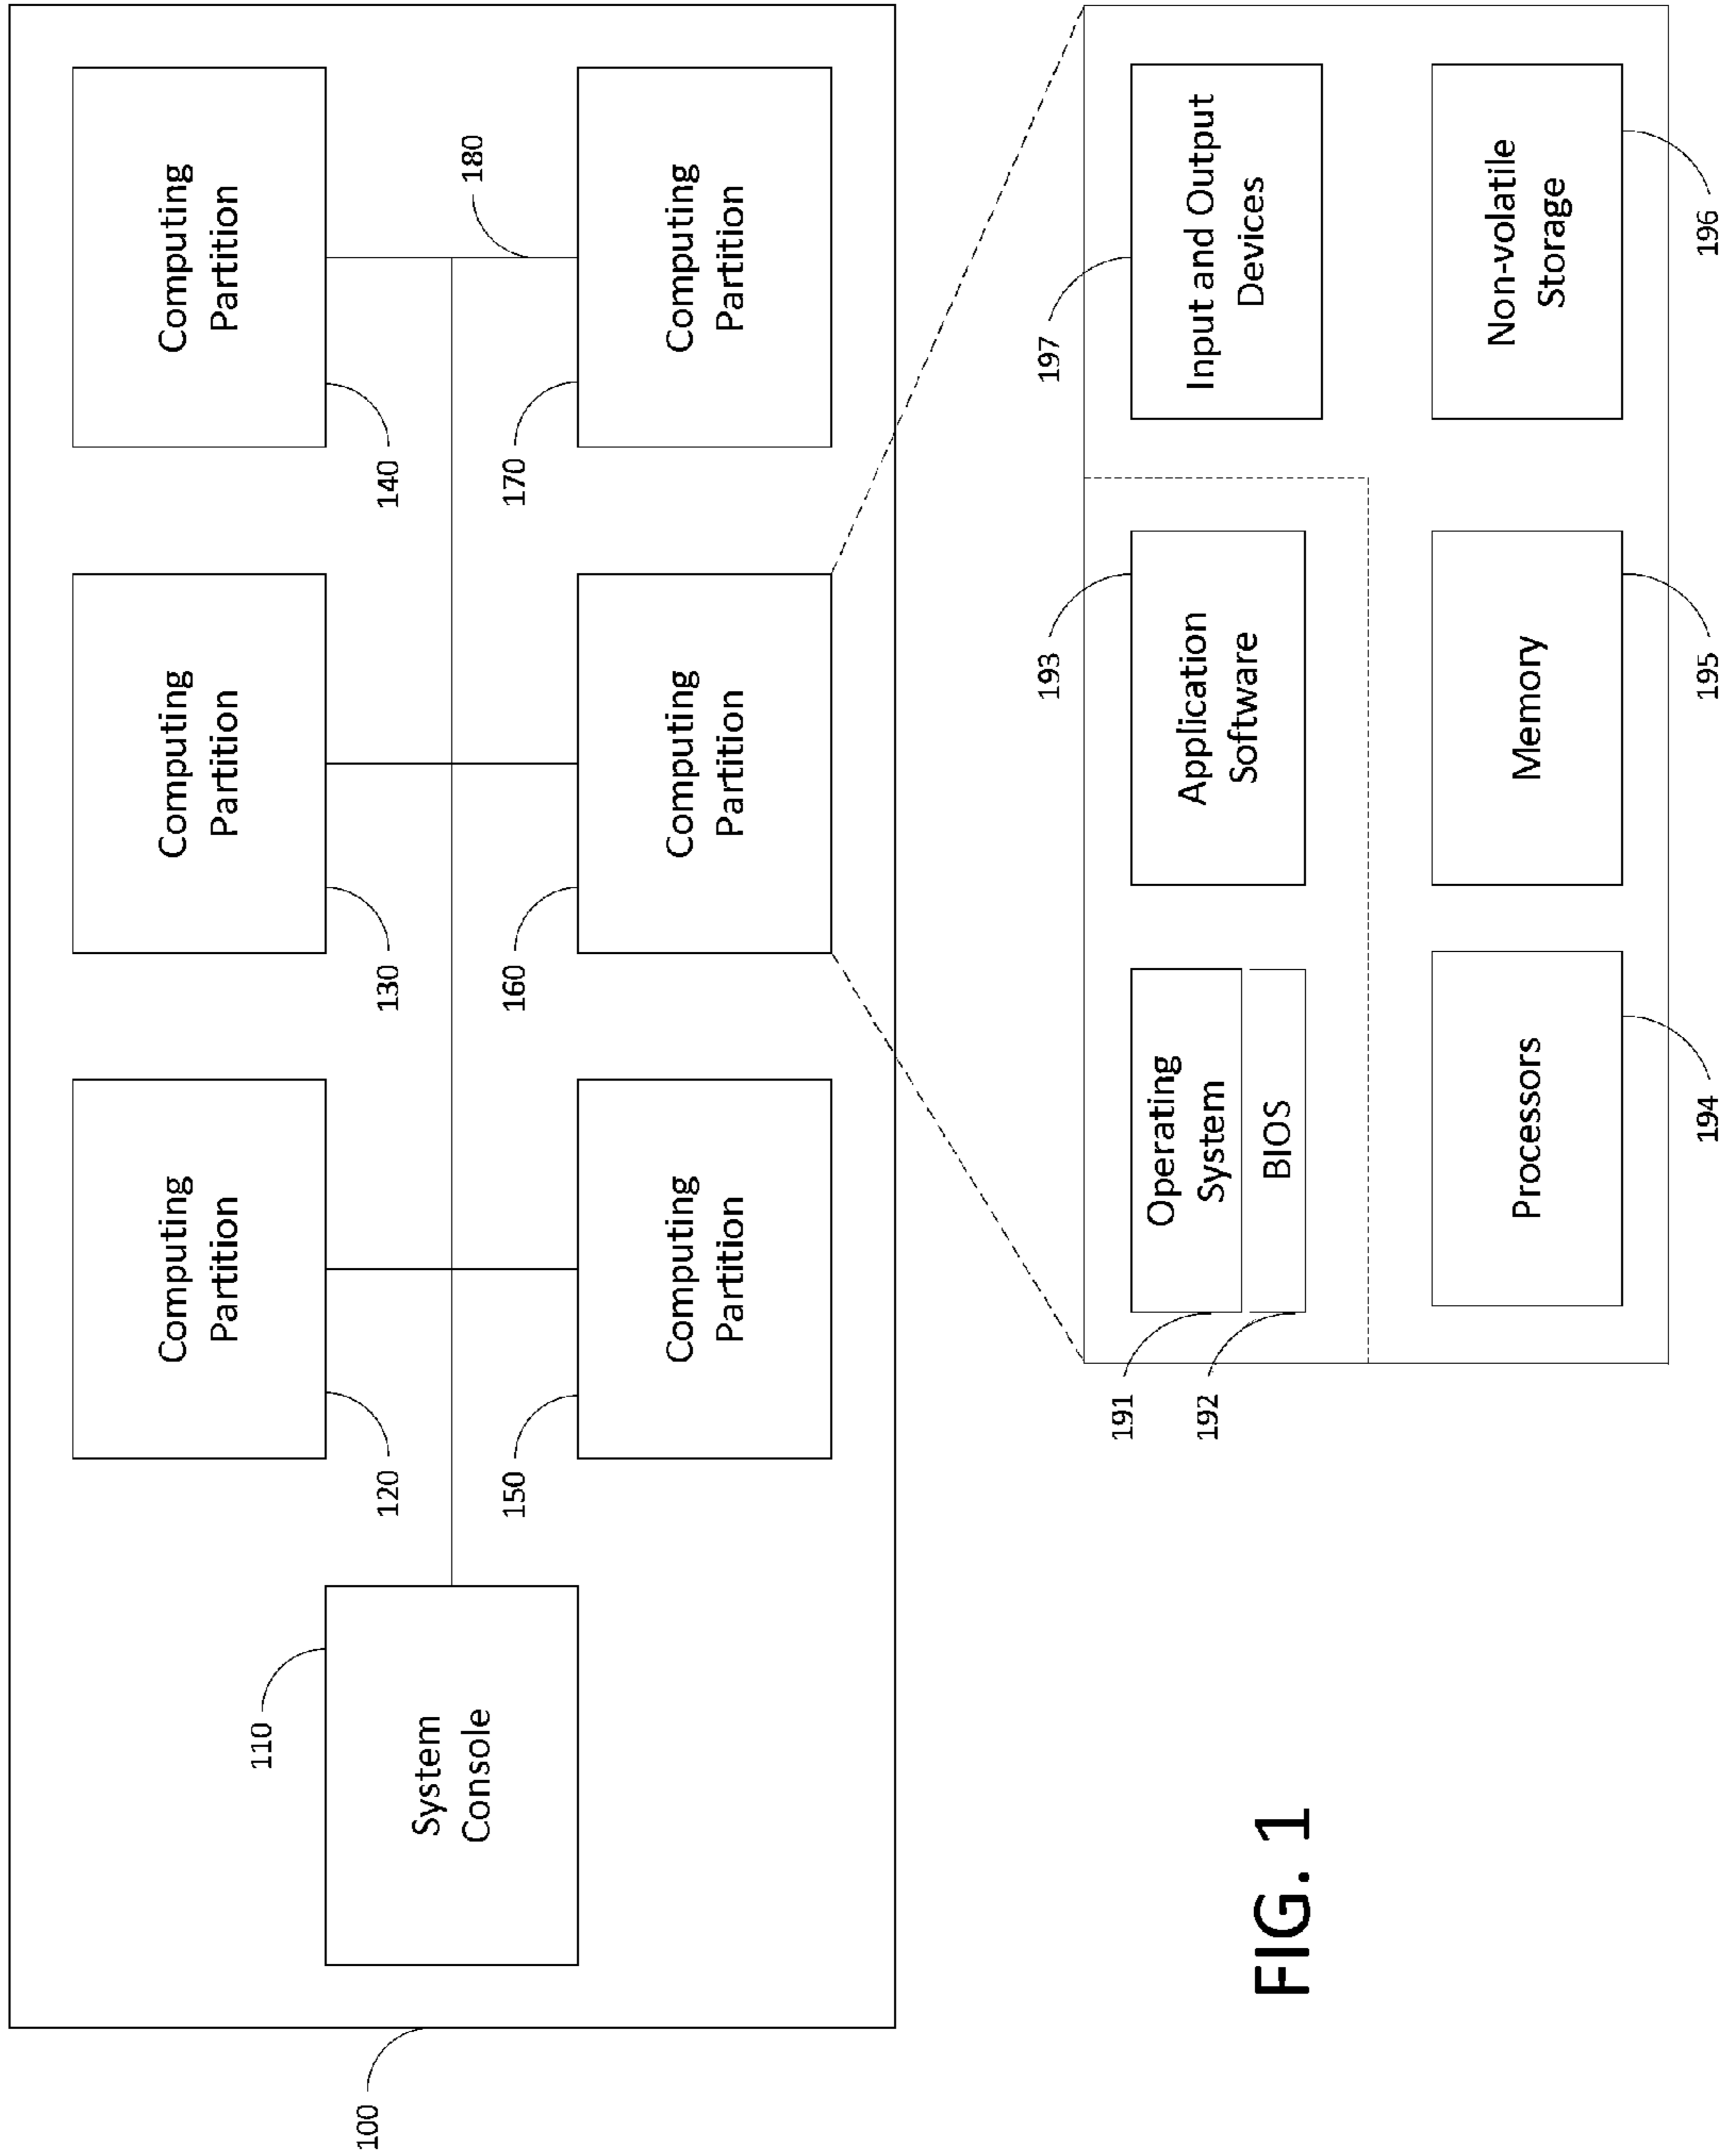 100
110
System
Console
120
Computing
Partition
130
Computing
Partition
140
Computing
Partition
150
Computing
Partition
160
Computing
Partition
170
Computing
Partition
180
191
Operating
System
192
BIOS
193
Application
Software
197
Input and Output
Devices
Processors
194
Memory
195
Non-volatile
Storage
196
FIG. 1